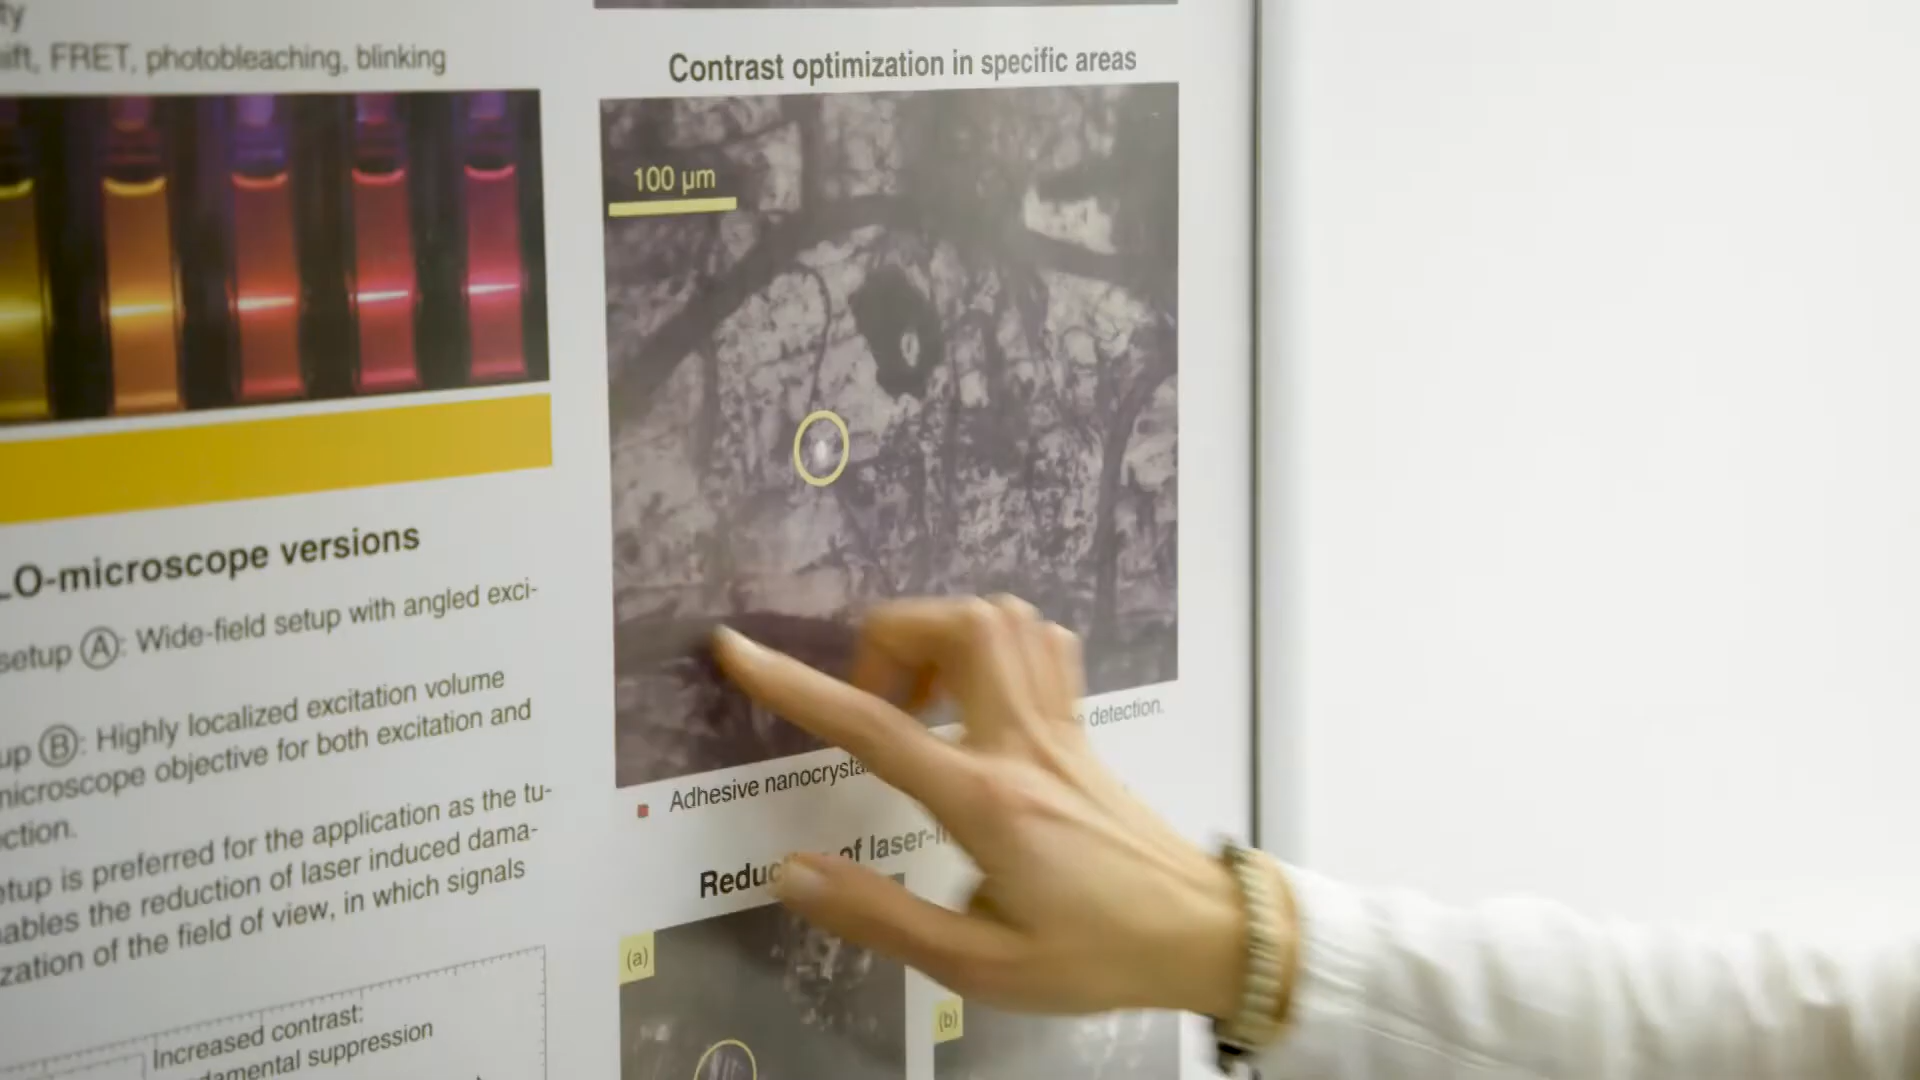 ift, FRET, photobleaching, blinking
LO-microscope versions
setup Ⓐ: Wide-field setup with angled exci-
up Ⓑ: Highly localized excitation volume
microscope objective for both excitation and
ction.
etup is preferred for the application as the tu-
ables the reduction of laser induced dama-
zation of the field of view, in which signals
Increased contrast:
damental suppression
Contrast optimization in specific areas
100 µm
detection.
Adhesive nanocrysta
Reduc of laser-
(a)
(b)